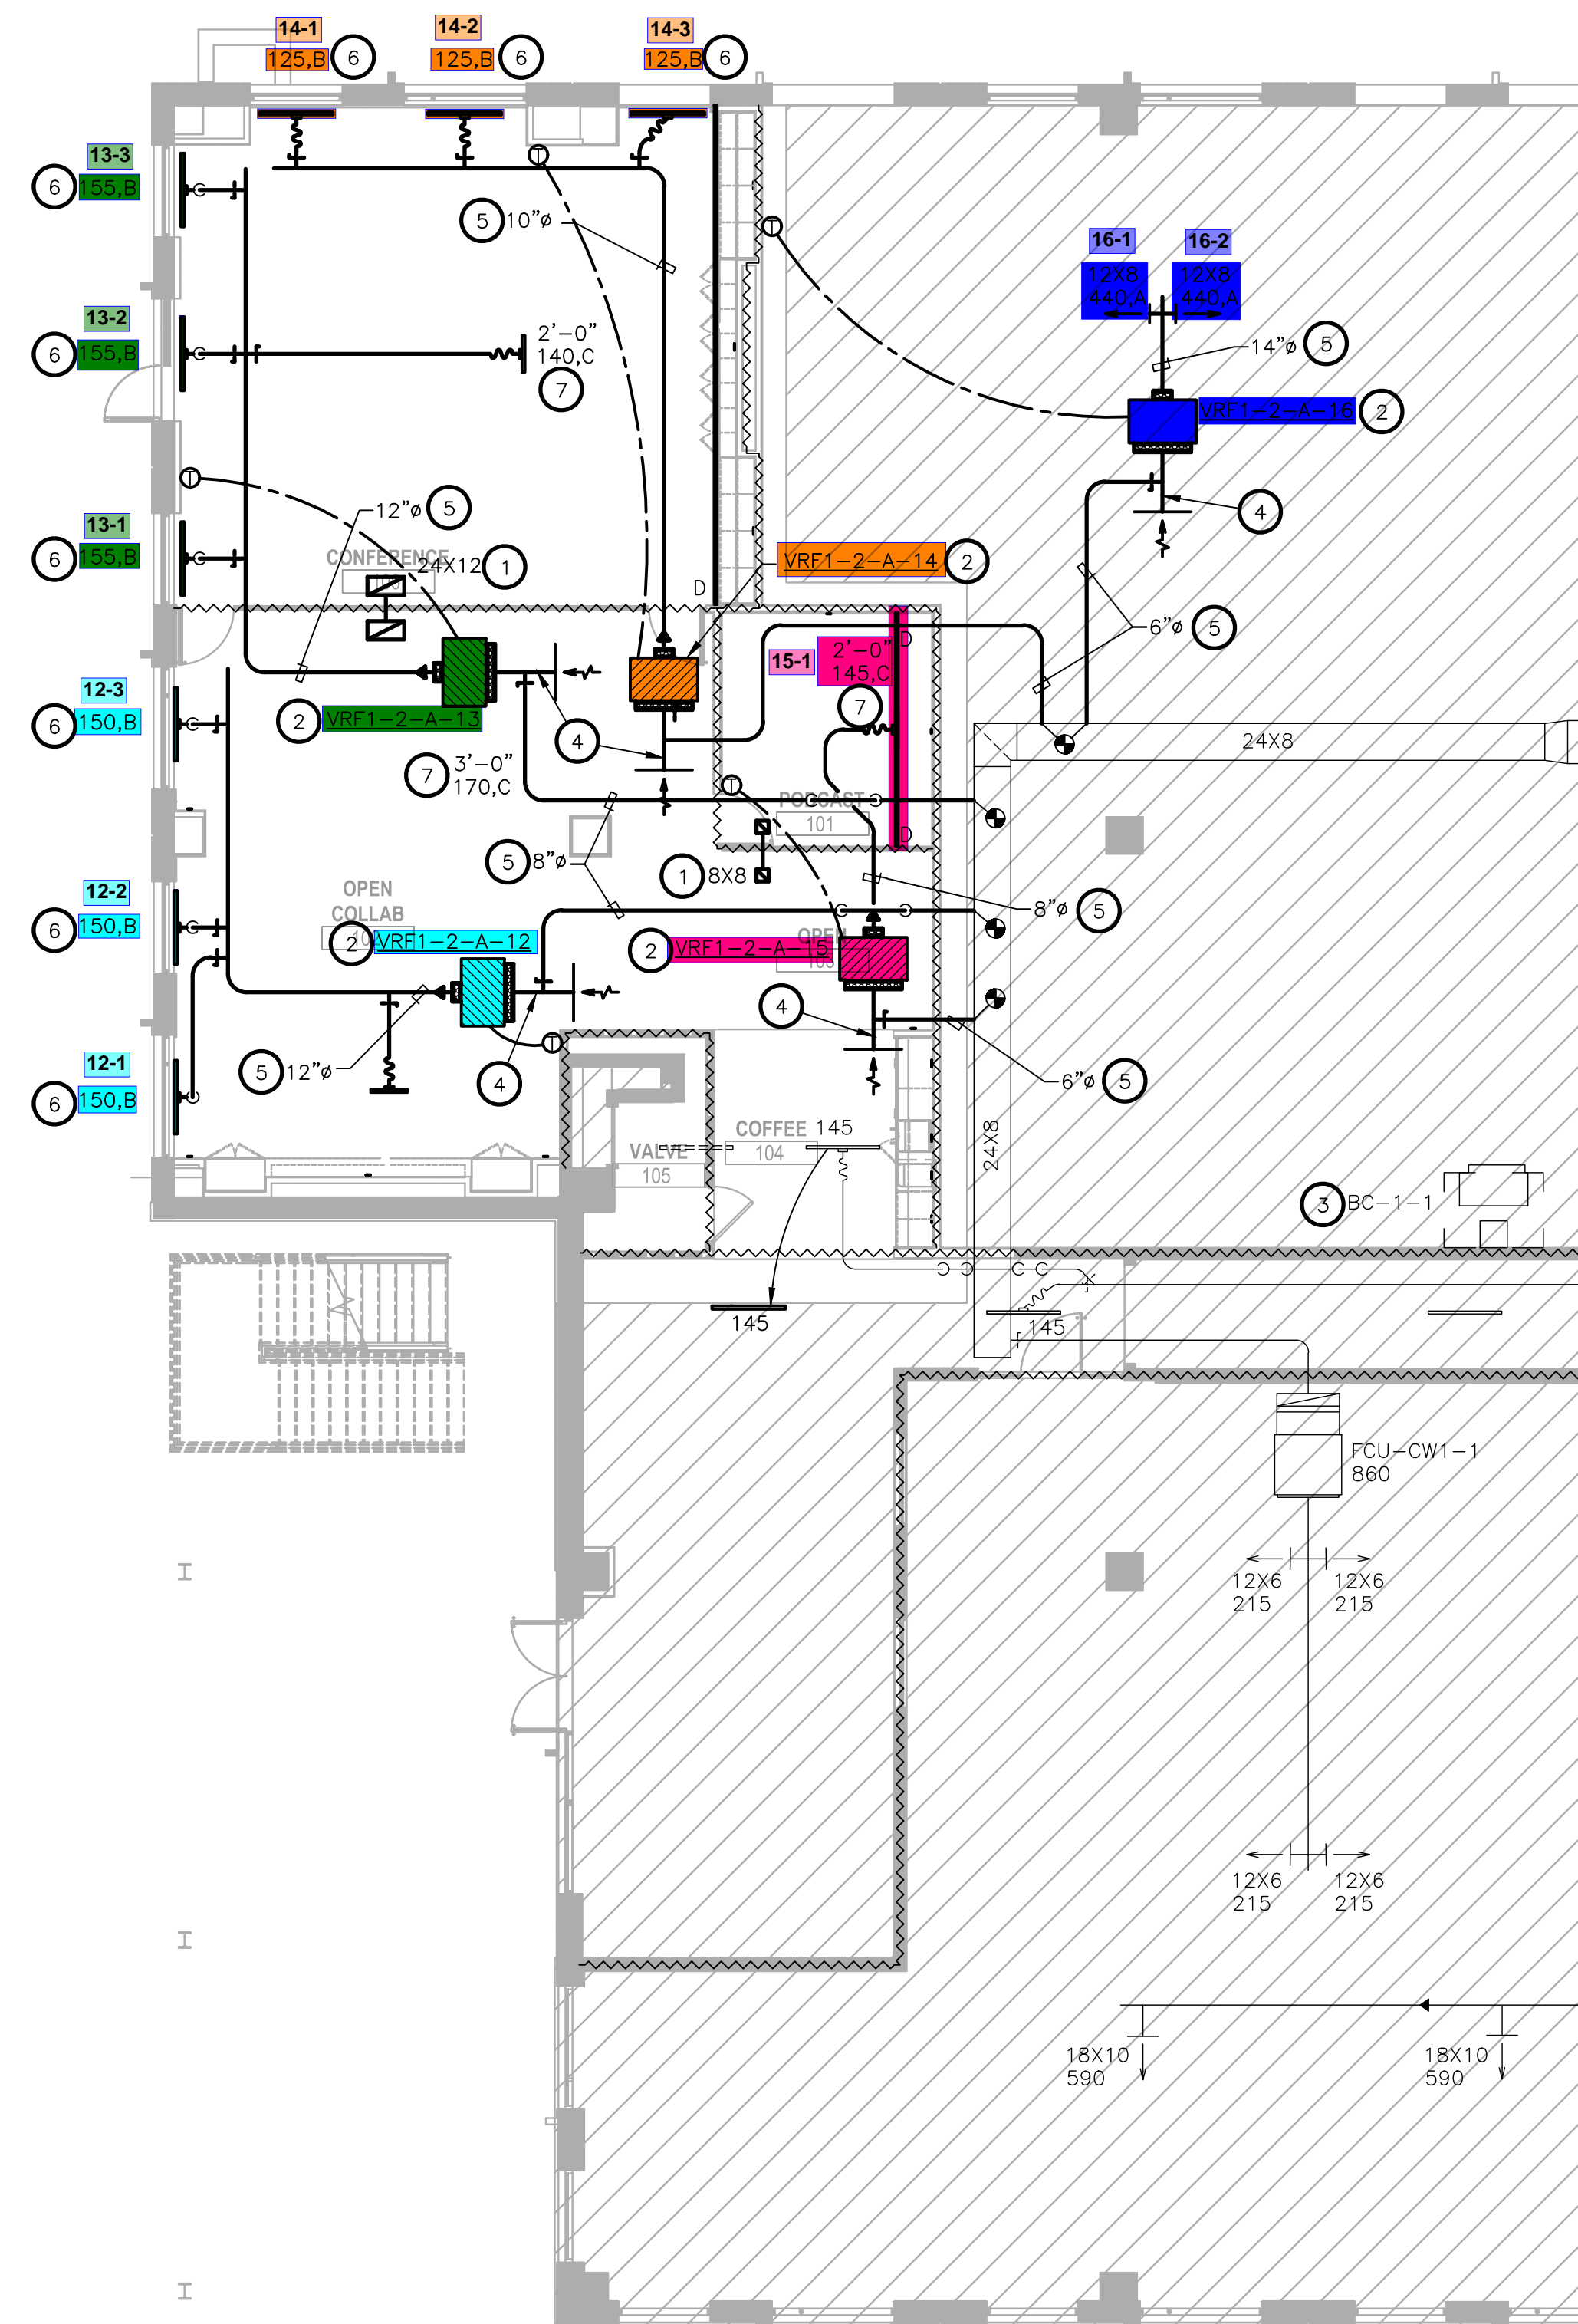 14-1
14-2
14-3
125,B
6
125,B
6
125,B
6
13-3
6
155,B
5
10"ø
16-1
16-2
12X8
440,A
12X8
440,A
13-2
6
155,B
2'-0"
140,C
7
14"ø
5
VRF1-2-A-16
2
T
T
T
12"ø
5
4
13-1
6
155,B
CONFERENCE
24X12
1
VRF1-2-A-14
2
D
6"ø
5
15-1
2'-0"
145,C
D
7
12-3
6
150,B
2
VRF1-2-A-13
4
24X8
7
3'-0"
170,C
T
PODCAST
101
D
5
8"ø
1
8X8
12-2
6
150,B
OPEN
COLLAB
2
VRF1-2-A-12
2
VRF1-2-A-15
OPEN
103
8"ø
5
4
T
12-1
6
150,B
5
12"ø
4
6"ø
5
VALVE
105
COFFEE
104
145
24X8
3
BC-1-1
145
145
FCU-CW1-1
860
12X6
215
12X6
215
12X6
215
12X6
215
18X10
590
18X10
590